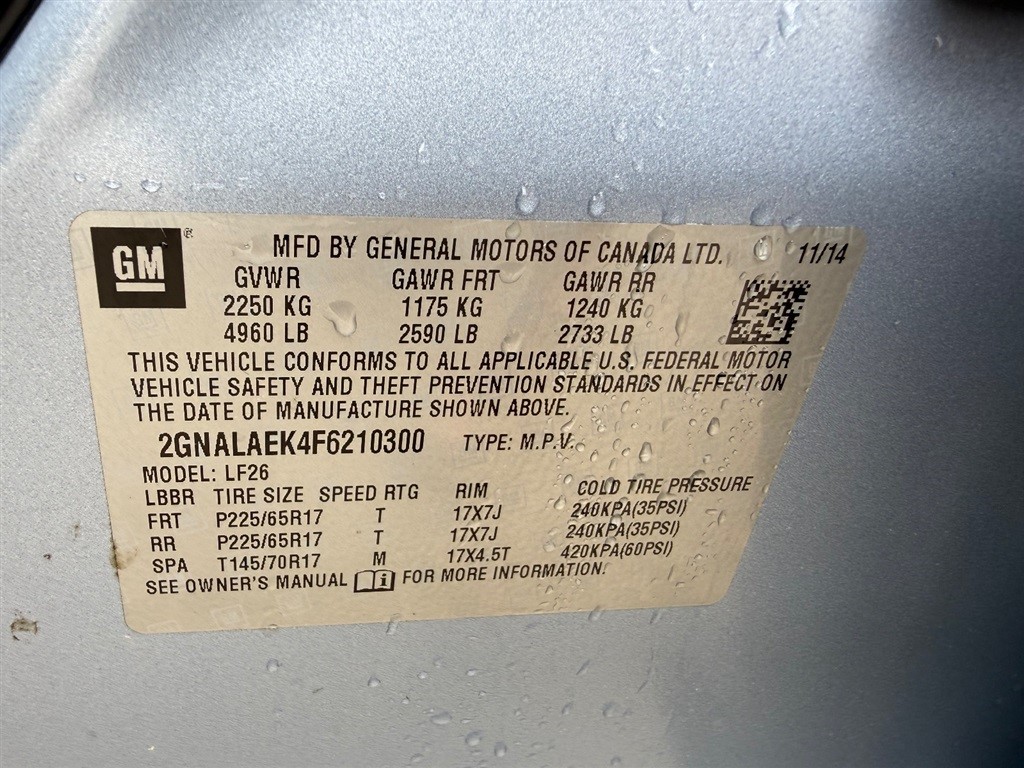 GM ® MFD BY GENERAL MOTORS OF CANADA LTD. 11/14
GVWR GAWR FRT GAWR RR
2250 KG 1175 KG 1240 KG
4960 LB 2590 LB 2733 LB
THIS VEHICLE CONFORMS TO ALL APPLICABLE U.S. FEDERAL MOTOR
VEHICLE SAFETY AND THEFT PREVENTION STANDARDS IN EFFECT ON
THE DATE OF MANUFACTURE SHOWN ABOVE.
2GNALAEK4F6210300 TYPE: M.P.V.
MODEL: LF26
LBBR TIRE SIZE SPEED RTG RIM COLD TIRE PRESSURE
FRT P225/65R17 T 17X7J 240KPA(35PSI)
RR P225/65R17 T 17X7J 240KPA(35PSI)
SPA T145/70R17 M 17X4.5T 420KPA(60PSI)
SEE OWNER'S MANUAL i FOR MORE INFORMATION.